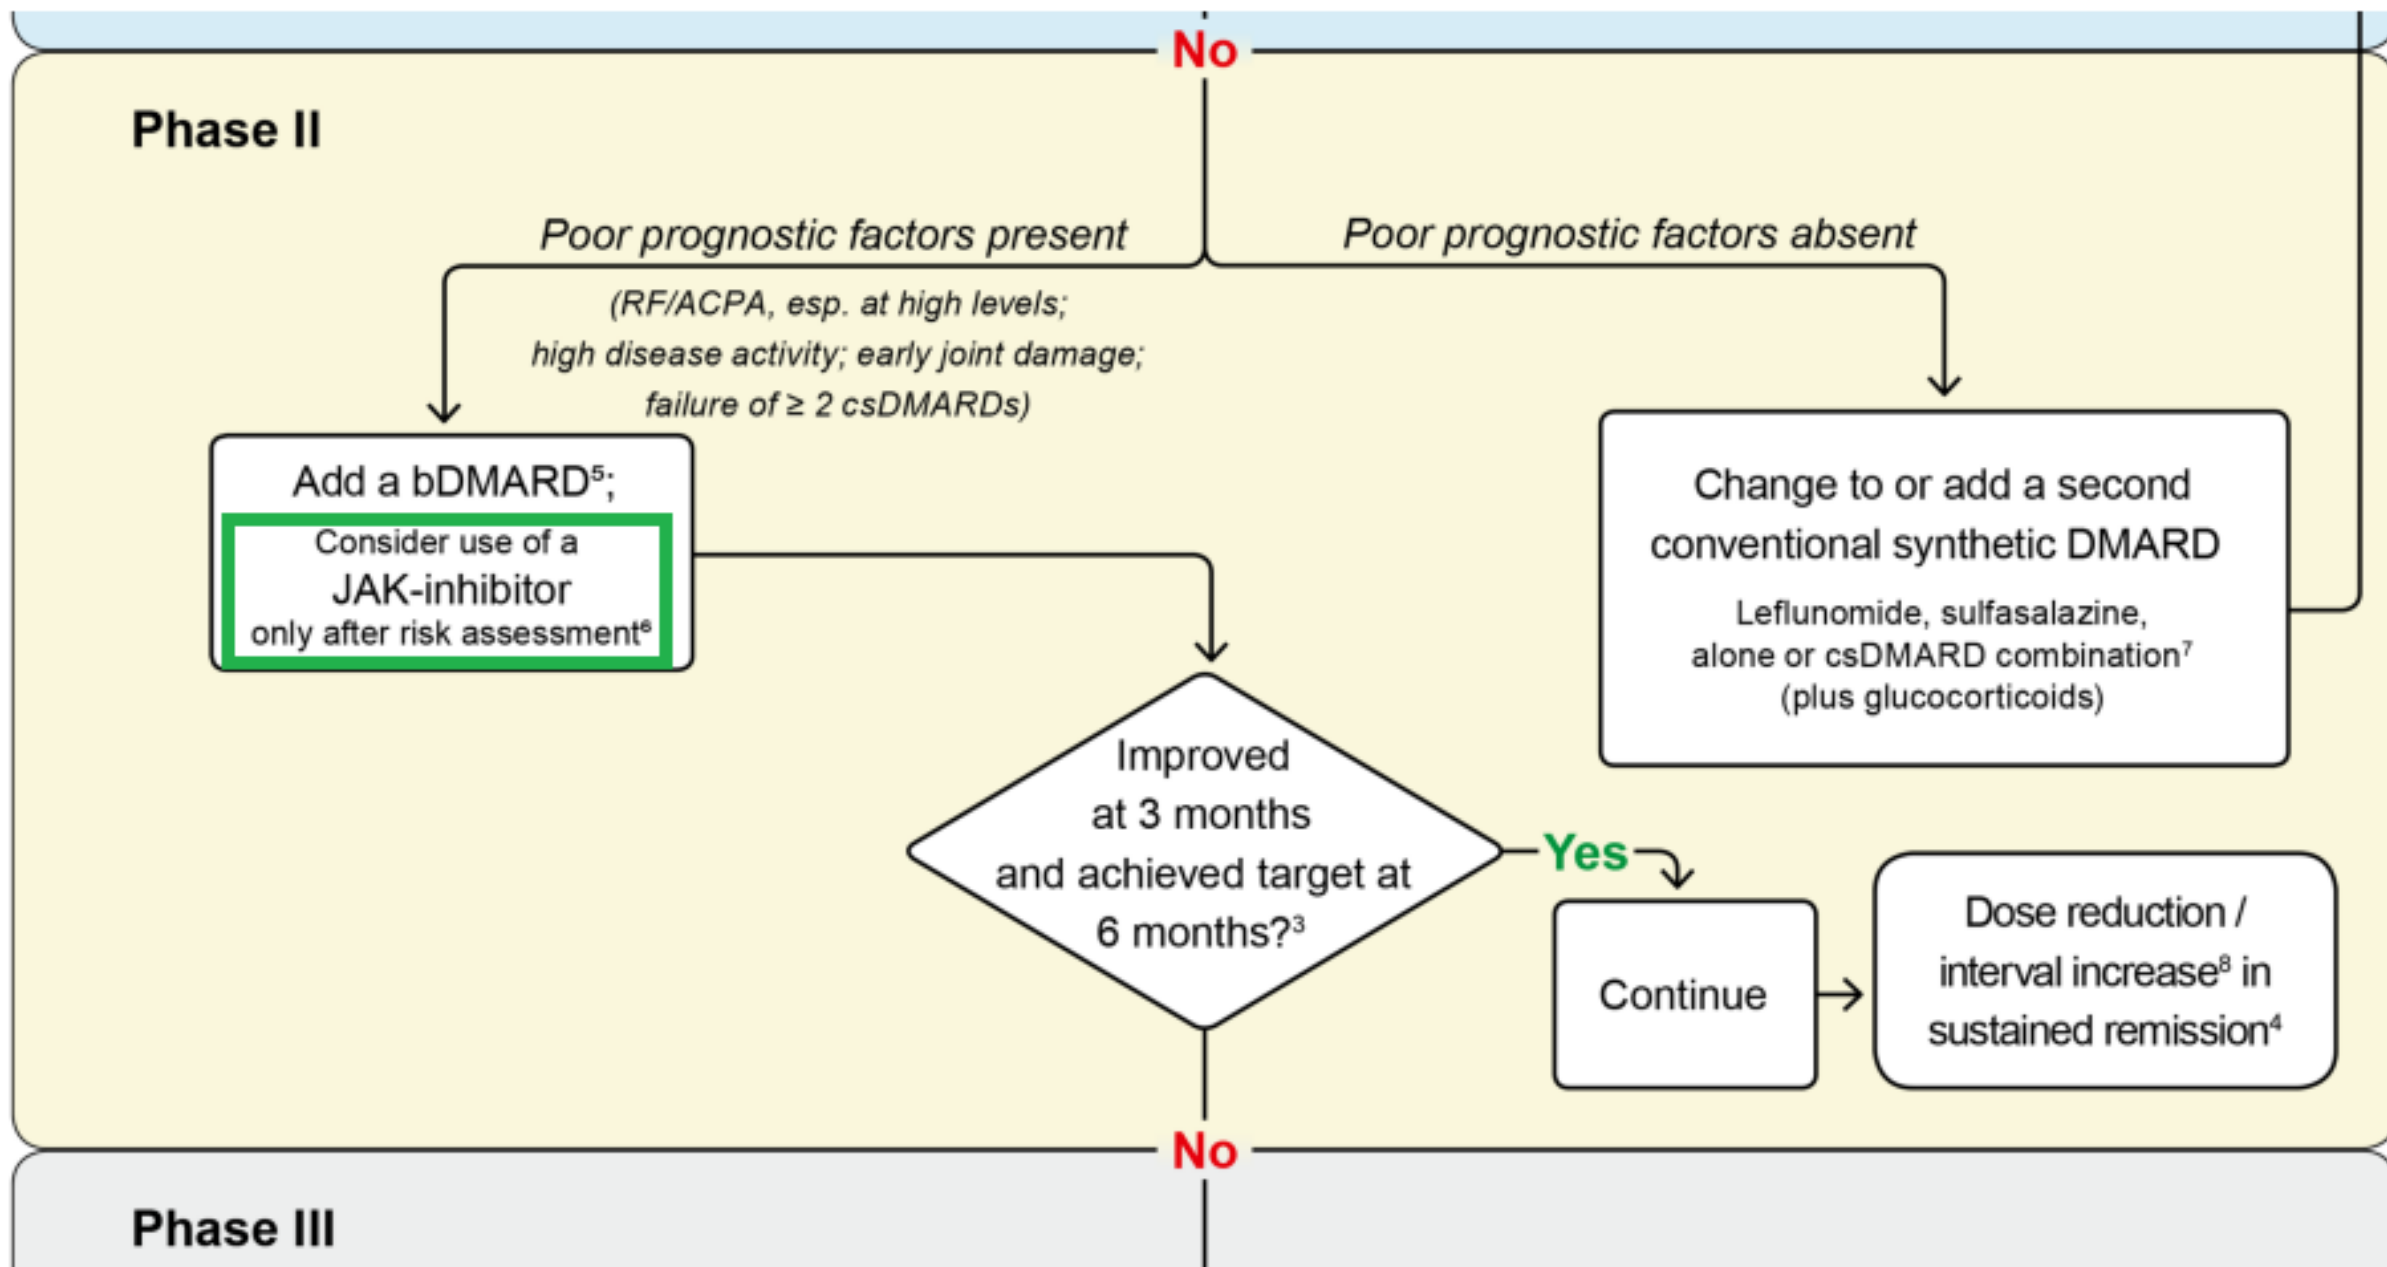 No
Phase II
Poor prognostic factors present
Poor prognostic factors absent
(RF/ACPA, esp. at high levels;
high disease activity; early joint damage;
failure of ≥ 2 csDMARDs)
Add a bDMARD⁵;
Consider use of a
JAK-inhibitor
only after risk assessment⁶
Change to or add a second
conventional synthetic DMARD
Leflunomide, sulfasalazine,
alone or csDMARD combination⁷
(plus glucocorticoids)
Improved
at 3 months
and achieved target at
6 months?³
Yes
Continue
Dose reduction /
interval increase⁸ in
sustained remission⁴
No
Phase III